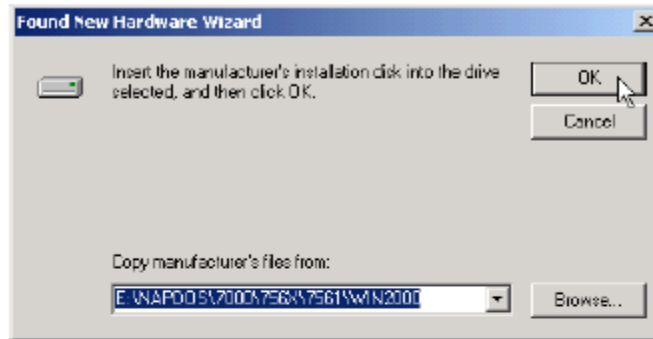 Found New Hardware Wizard
Insert the manufacturer's installation disk into the drive
selected, and then click OK.
OK
Cancel
Copy manufacturer's files from:
E:\NAPDOS\7000\756X\7561\WIN2000
Browse...